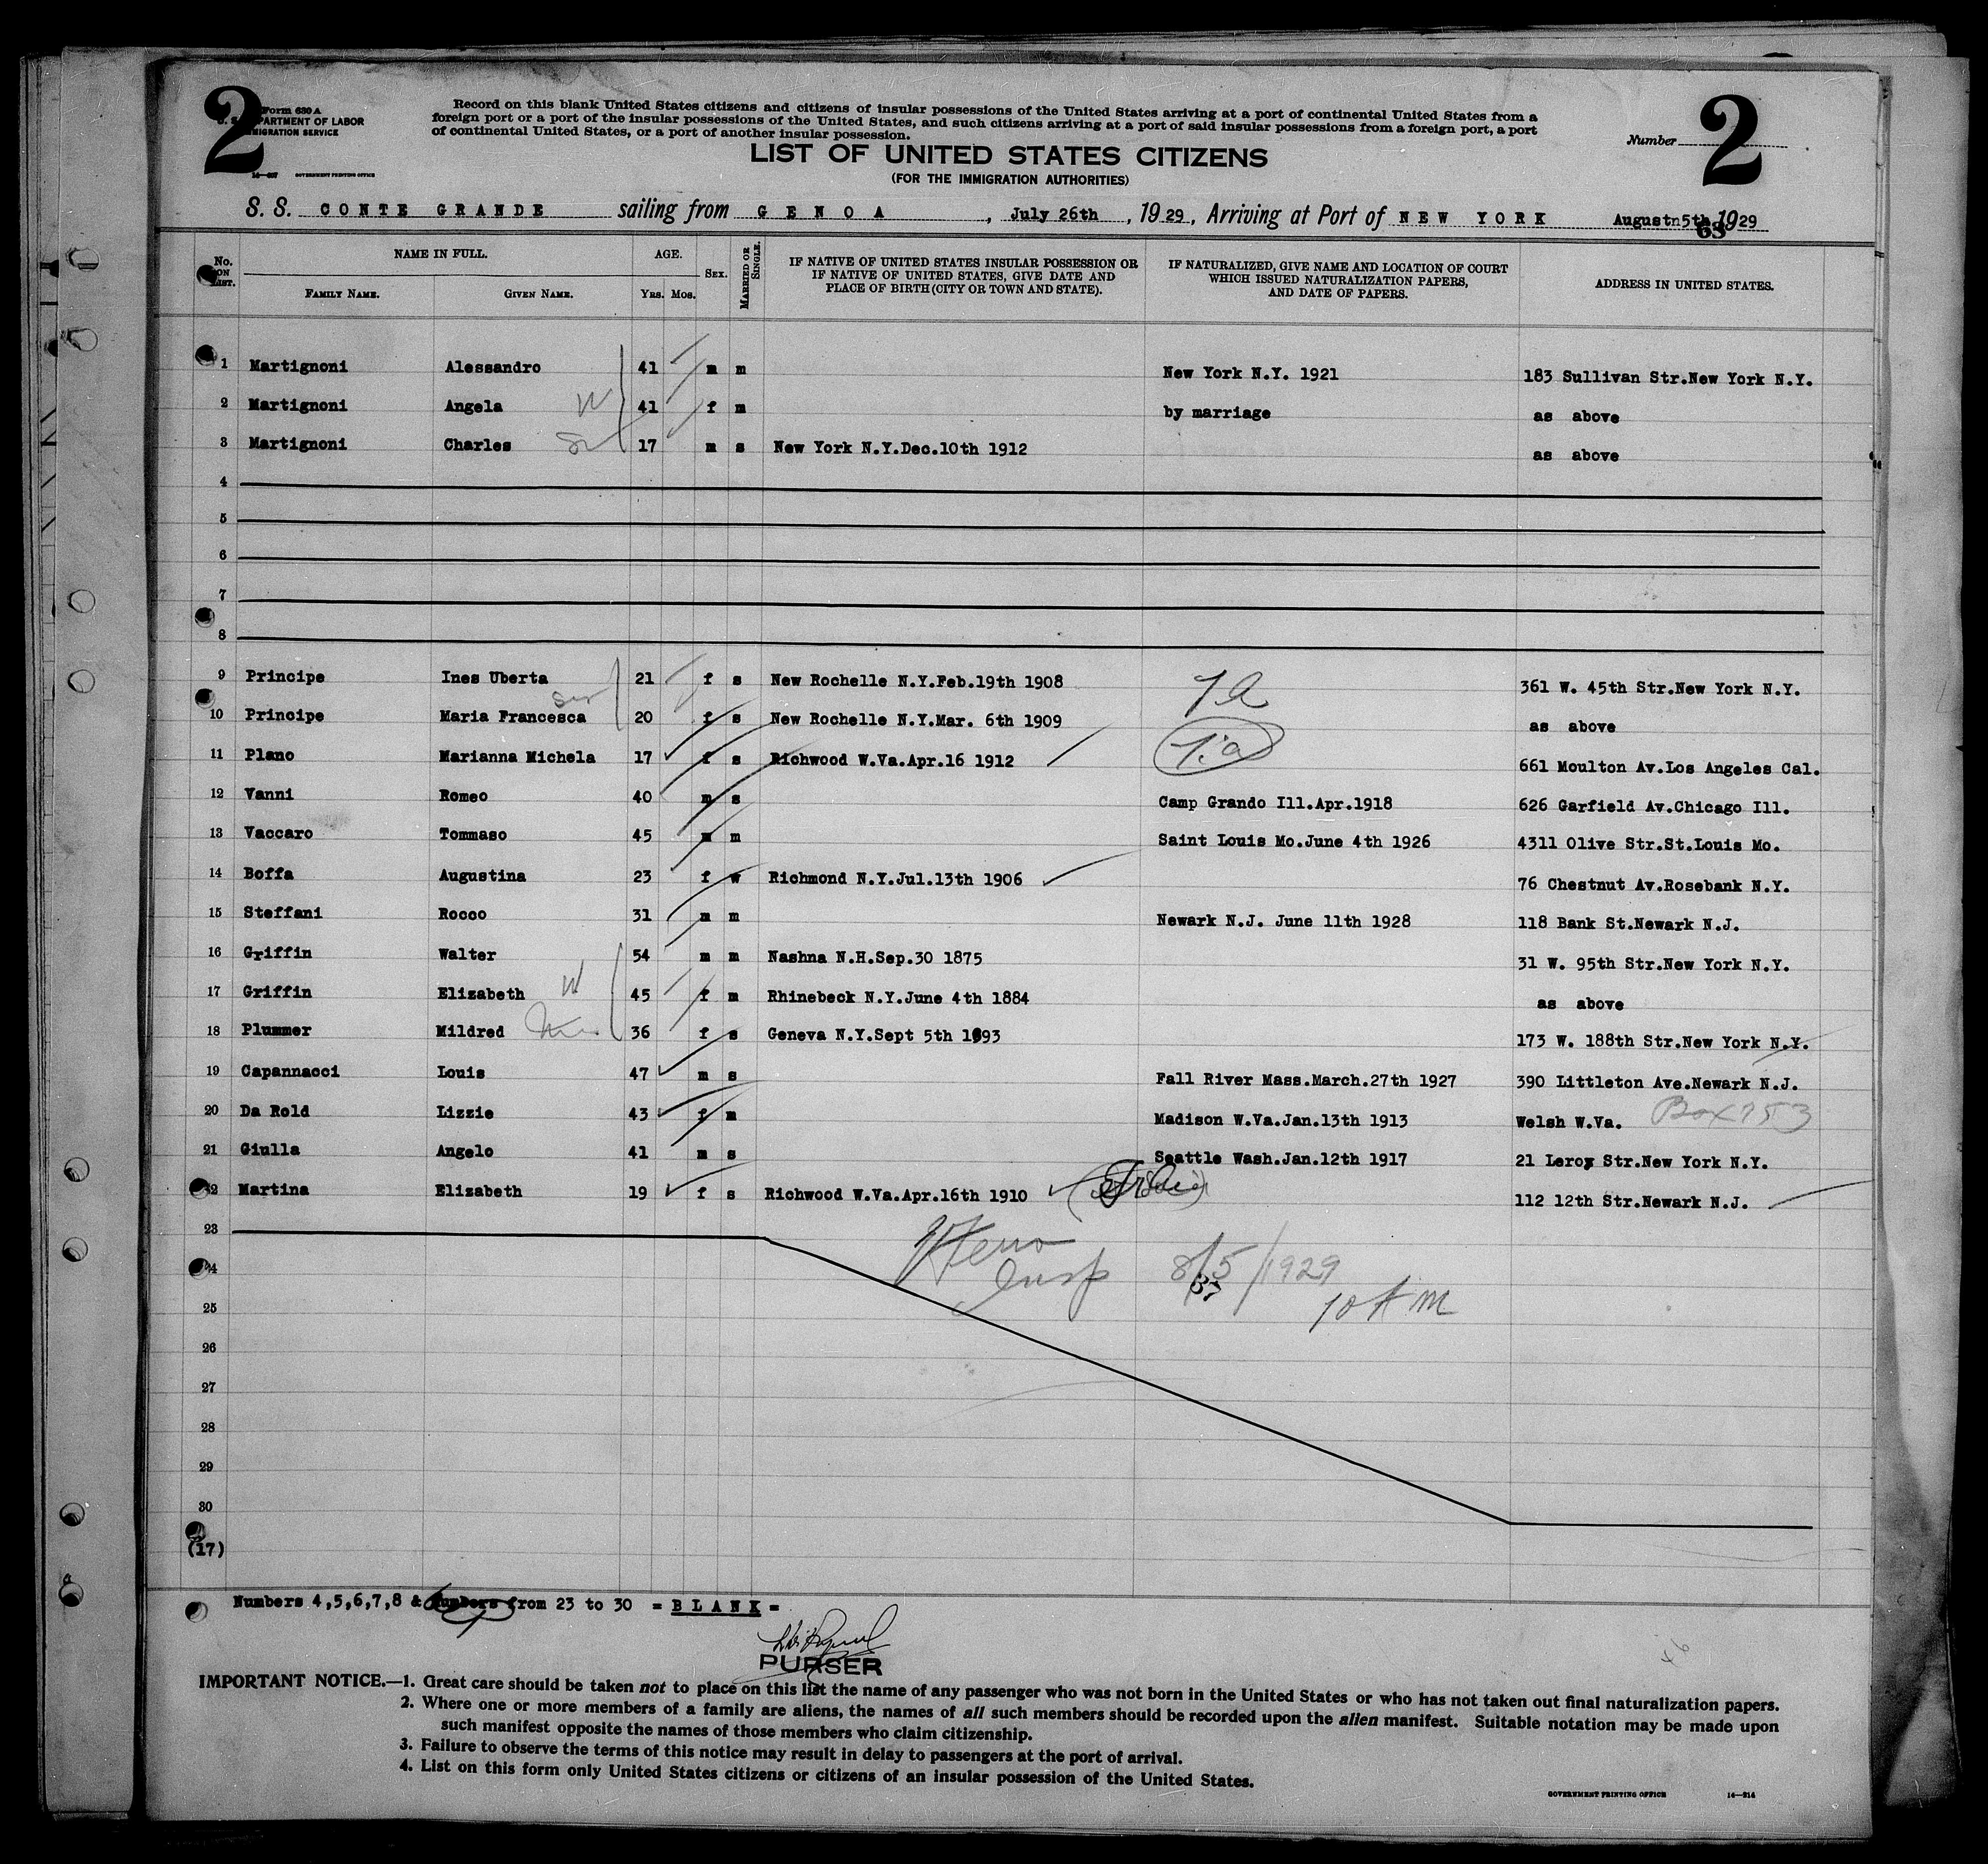 2
2
Form 630 A
U. S. DEPARTMENT OF LABOR
IMMIGRATION SERVICE
GOVERNMENT PRINTING OFFICE
Record on this blank United States citizens and citizens of insular possessions of the United States arriving at a port of continental United States from a
foreign port or a port of the insular possessions of the United States, and such citizens arriving at a port of said insular possessions from a foreign port, a port
of continental United States, or a port of another insular possession.
Number
LIST OF UNITED STATES CITIZENS
(FOR THE IMMIGRATION AUTHORITIES)
S. S. CONTE GRANDE sailing from GENOA, July 26th, 1929, Arriving at Port of NEW YORK Augustn5th 1929
63
No. ON LIST. NAME IN FULL. AGE. SEX. MARRIED OR SINGLE. IF NATIVE OF UNITED STATES INSULAR POSSESSION OR IF NATIVE OF UNITED STATES, GIVE DATE AND PLACE OF BIRTH (CITY OR TOWN AND STATE). IF NATURALIZED, GIVE NAME AND LOCATION OF COURT WHICH ISSUED NATURALIZATION PAPERS, AND DATE OF PAPERS. ADDRESS IN UNITED STATES.
FAMILY NAME. GIVEN NAME. YRS. MOS.
1 Martignoni Alessandro 41 m m New York N.Y. 1921 183 Sullivan Str.New York N.Y.
2 Martignoni Angela W 41 f m by marriage as above
3 Martignoni Charles 17 m s New York N.Y.Dec.10th 1912 as above
4
5
6
7
8
9 Principe Ines Uberta 21 f s New Rochelle N.Y.Feb.19th 1908 361 W. 45th Str.New York N.Y.
10 Principe Maria Francesca 20 f s New Rochelle N.Y.Mar. 6th 1909 as above
11 Plano Marianna Michela 17 f s Richwood W.Va.Apr.16 1912 661 Moulton Av.Los Angeles Cal.
12 Vanni Romeo 40 m s Camp Grando Ill.Apr.1918 626 Garfield Av.Chicago Ill.
13 Vaccaro Tommaso 45 m m Saint Louis Mo.June 4th 1926 4311 Olive Str.St.Louis Mo.
14 Boffa Augustina 23 f w Richmond N.Y.Jul.13th 1906 76 Chestnut Av.Rosebank N.Y.
15 Steffani Rocco 31 m m Newark N.J. June 11th 1928 118 Bank St.Newark N.J.
16 Griffin Walter 54 m m Nashna N.H.Sep.30 1875 31 W. 95th Str.New York N.Y.
17 Griffin Elizabeth W 45 f m Rhinebeck N.Y.June 4th 1884 as above
18 Plummer Mildred 36 f s Geneva N.Y.Sept 5th 1893 173 W. 188th Str.New York N.Y.
19 Capannacci Louis 47 m s Fall River Mass.March.27th 1927 390 Littleton Ave.Newark N.J.
20 Da Rold Lizzie 43 f m Madison W.Va.Jan.13th 1913 Welsh W.Va. Box 753
21 Giulla Angelo 41 m s Seattle Wash.Jan.12th 1917 21 Leroy Str.New York N.Y.
22 Martina Elizabeth 19 f s Richwood W.Va.Apr.16th 1910 112 12th Str.Newark N.J.
23
24
Insp 8/5/1929
37
10 A M
25
26
27
28
29
30
(17)
Numbers 4,5,6,7,8 & Numbers from 23 to 30 = BLANK =
PURSER
IMPORTANT NOTICE.—1. Great care should be taken not to place on this list the name of any passenger who was not born in the United States or who has not taken out final naturalization papers.
2. Where one or more members of a family are aliens, the names of all such members should be recorded upon the alien manifest. Suitable notation may be made upon
such manifest opposite the names of those members who claim citizenship.
3. Failure to observe the terms of this notice may result in delay to passengers at the port of arrival.
4. List on this form only United States citizens or citizens of an insular possession of the United States.
GOVERNMENT PRINTING OFFICE 14—214